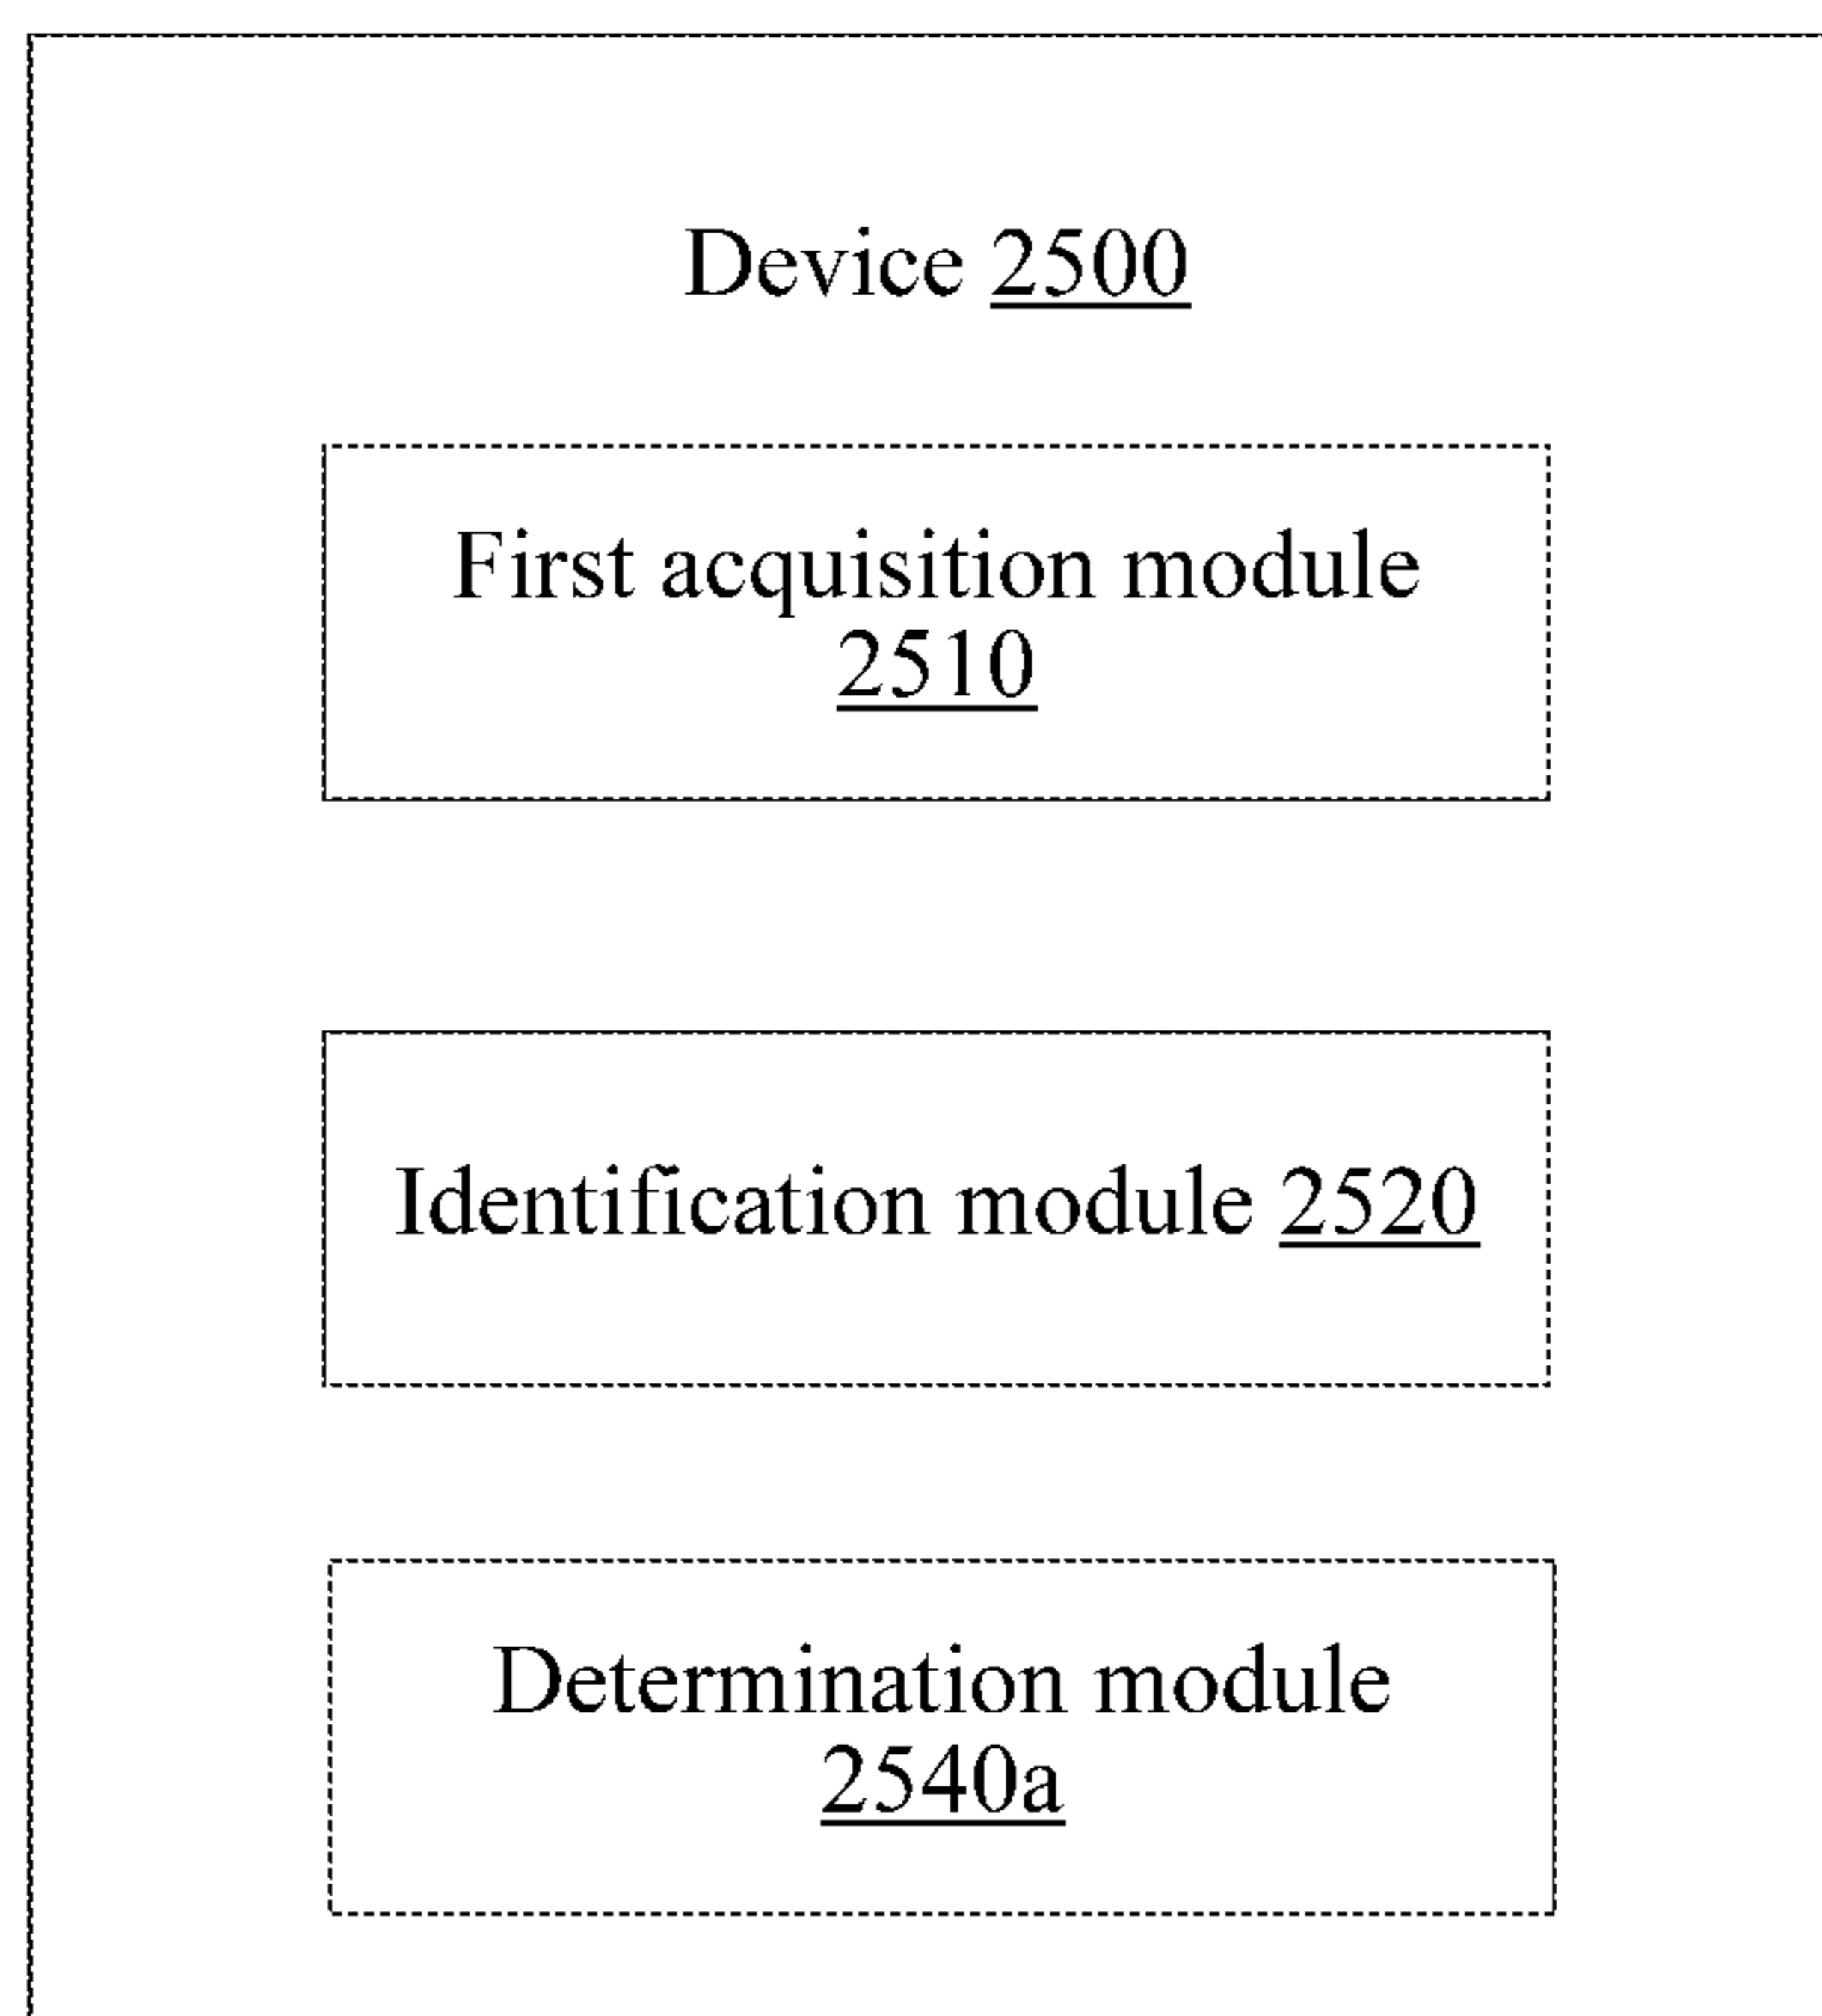 Device 2500
First acquisition module
2510
Identification module 2520
Determination module
2540a